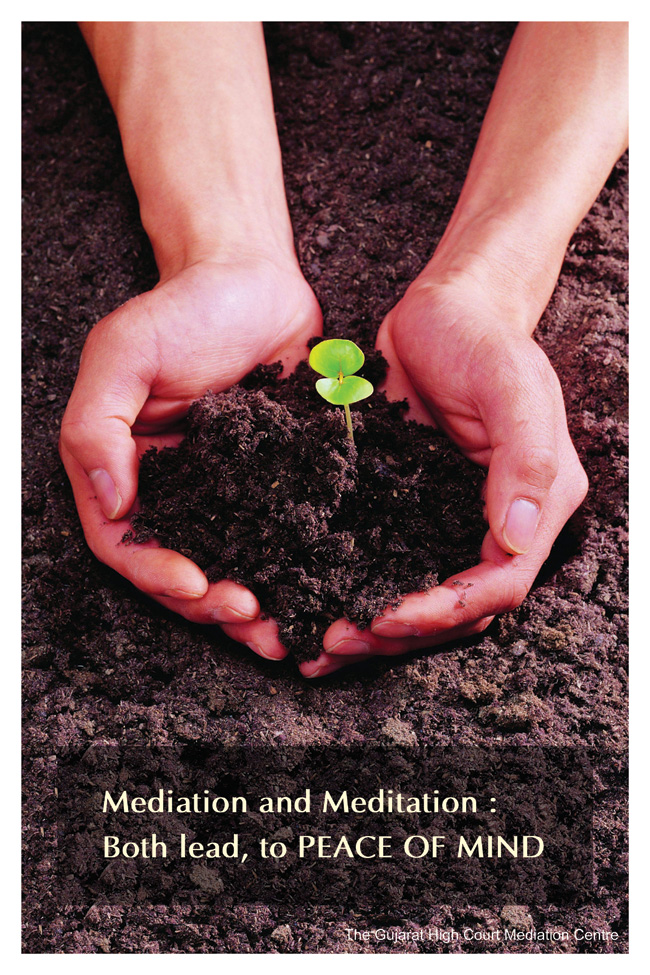 Mediation and Meditation :
Both lead, to PEACE OF MIND
The Gujarat High Court Mediation Centre